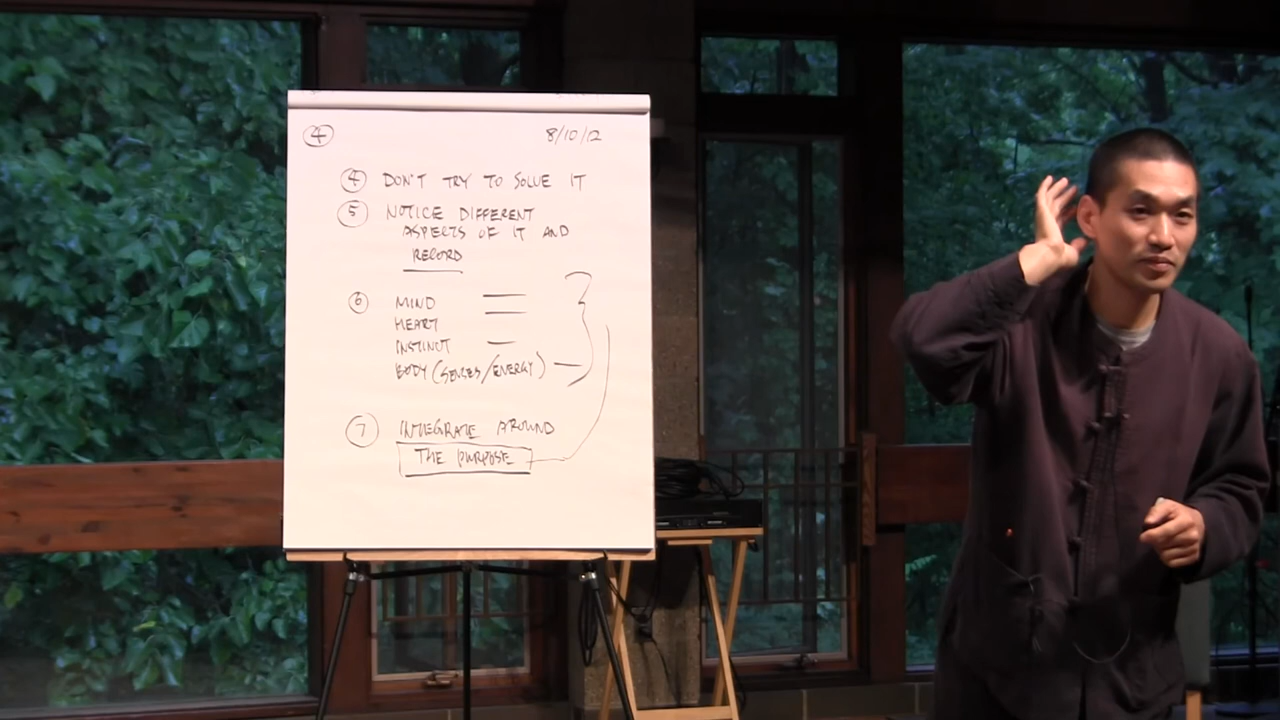 ④ 8/10/12
④ DON'T TRY TO SOLVE IT
⑤ NOTICE DIFFERENT
ASPECTS OF IT AND
RECORD
⑥ MIND
HEART
INSTINCT
BODY (SENSES/ENERGY)
⑦ INTEGRATE AROUND
THE PURPOSE